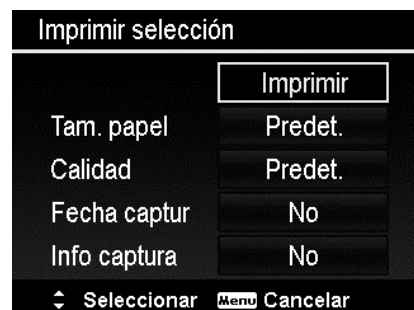 Imprimir selección
Imprimir
Tam. papel Predet.
Calidad Predet.
Fecha captur No
Info captura No
Seleccionar Menu Cancelar